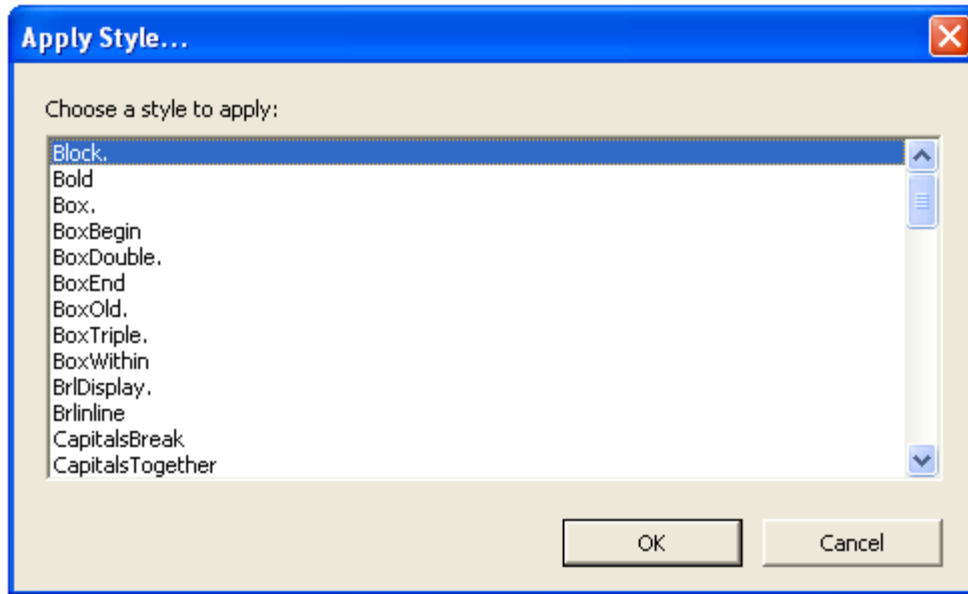 Apply Style...
Choose a style to apply:
Block.
Bold
Box.
BoxBegin
BoxDouble.
BoxEnd
BoxOld.
BoxTriple.
BoxWithin
BrlDisplay.
Brlinline
CapitalsBreak
CapitalsTogether
OK Cancel